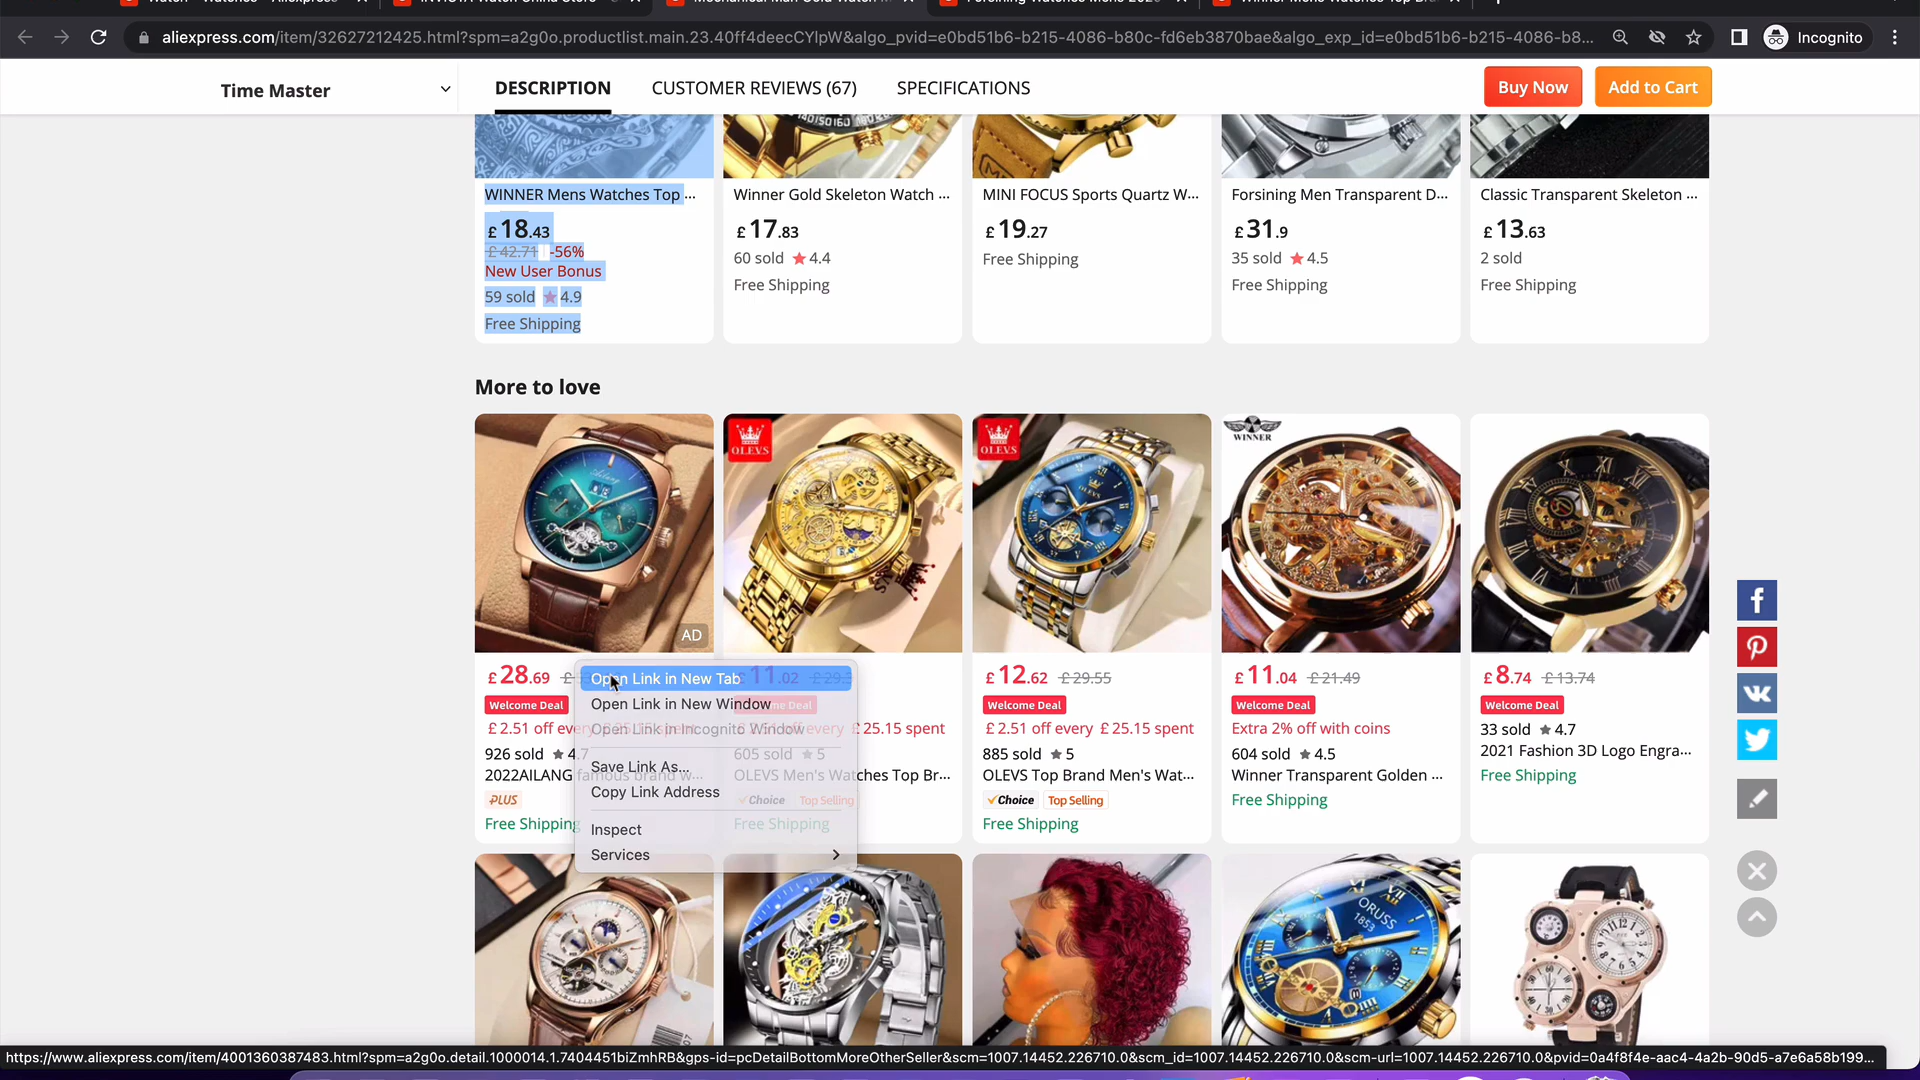 aliexpress.com/item/32627212425.html?spm=a2g0o.productlist.main.23.40ff4deecCYlpW&algo_pvid=e0bd51b6-b215-4086-b80c-fd6eb3870bae&algo_exp_id=e0bd51b6-b215-4086-b8...
Incognito
Time Master
DESCRIPTION
CUSTOMER REVIEWS (67)
SPECIFICATIONS
Buy Now
Add to Cart
WINNER Mens Watches Top ...
£18.43
£42.71 -56%
New User Bonus
59 sold ★ 4.9
Free Shipping
Winner Gold Skeleton Watch ...
£17.83
60 sold ★ 4.4
Free Shipping
MINI FOCUS Sports Quartz W...
£19.27
Free Shipping
Forsining Men Transparent D...
£31.9
35 sold ★ 4.5
Free Shipping
Classic Transparent Skeleton ...
£13.63
2 sold
Free Shipping
More to love
AD
£28.69
Welcome Deal
£2.51 off every
926 sold ★ 4.7
2022AILANG famous brand w...
PLUS
Free Shipping
Open Link in New Tab
Open Link in New Window
Open Link in Incognito Window
Save Link As...
Copy Link Address
Inspect
Services
OLEVS
£11.02
Welcome Deal
£25.15 spent
605 sold ★ 5
OLEVS Men's Watches Top Br...
Choice Top Selling
Free Shipping
OLEVS
OLEVS
£12.62 £29.55
Welcome Deal
£2.51 off every £25.15 spent
885 sold ★ 5
OLEVS Top Brand Men's Wat...
Choice Top Selling
Free Shipping
WINNER
£11.04 £21.49
Welcome Deal
Extra 2% off with coins
604 sold ★ 4.5
Winner Transparent Golden ...
Free Shipping
£8.74 £13.74
Welcome Deal
33 sold ★ 4.7
2021 Fashion 3D Logo Engra...
Free Shipping
ORUSS
1853
https://www.aliexpress.com/item/4001360387483.html?spm=a2g0o.detail.1000014.1.7404451biZmhRB&gps-id=pcDetailBottomMoreOtherSeller&scm=1007.14452.226710.0&scm_id=1007.14452.226710.0&scm-url=1007.14452.226710.0&pvid=0a4f8f4e-aac4-4a2b-90d5-a7e6a58b199...